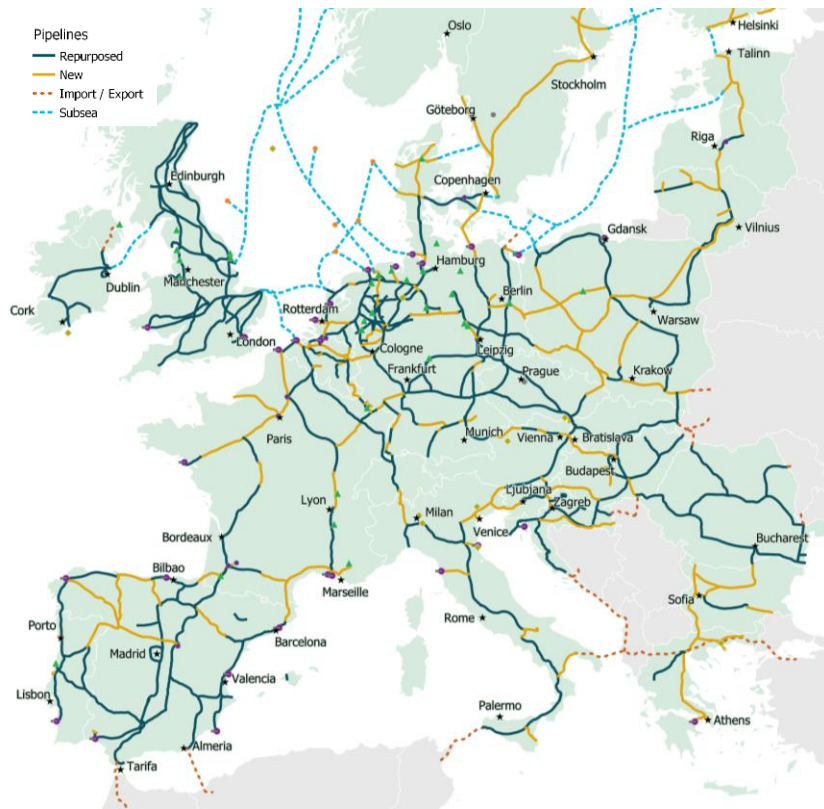 Pipelines
Repurposed
New
Import / Export
Subsea
Oslo
Helsinki
Talinn
Stockholm
Göteborg
Riga
Edinburgh
Copenhagen
Vilnius
Gdansk
Dublin
Manchester
Hamburg
Cork
Rotterdam
Berlin
Warsaw
London
Cologne
Leipzig
Frankfurt
Prague
Krakow
Paris
Munich
Vienna
Bratislava
Budapest
Lyon
Ljubjana
Zagreb
Milan
Venice
Bordeaux
Bucharest
Bilbao
Marseille
Sofia
Porto
Rome
Barcelona
Madrid
Valencia
Lisbon
Palermo
Athens
Almeria
Tarifa